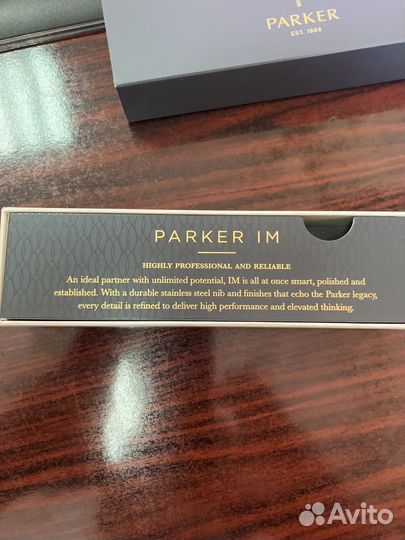 PARKER
EST. 1888
PARKER IM
HIGHLY PROFESSIONAL AND RELIABLE
An ideal partner with unlimited potential, IM is all at once smart, polished and
established. With a durable stainless steel nib and finishes that echo the Parker legacy,
every detail is refined to deliver high performance and elevated thinking.
Avito